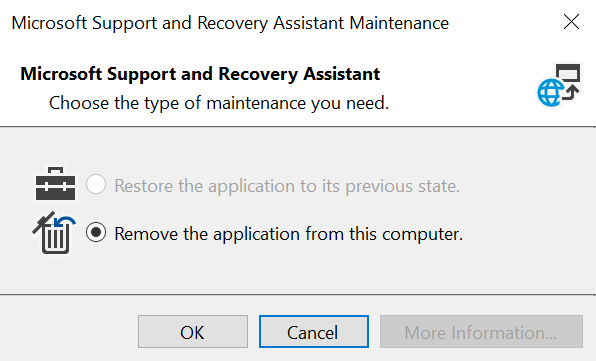 Microsoft Support and Recovery Assistant Maintenance
Microsoft Support and Recovery Assistant
Choose the type of maintenance you need.
Restore the application to its previous state.
Remove the application from this computer.
OK
Cancel
More Information...